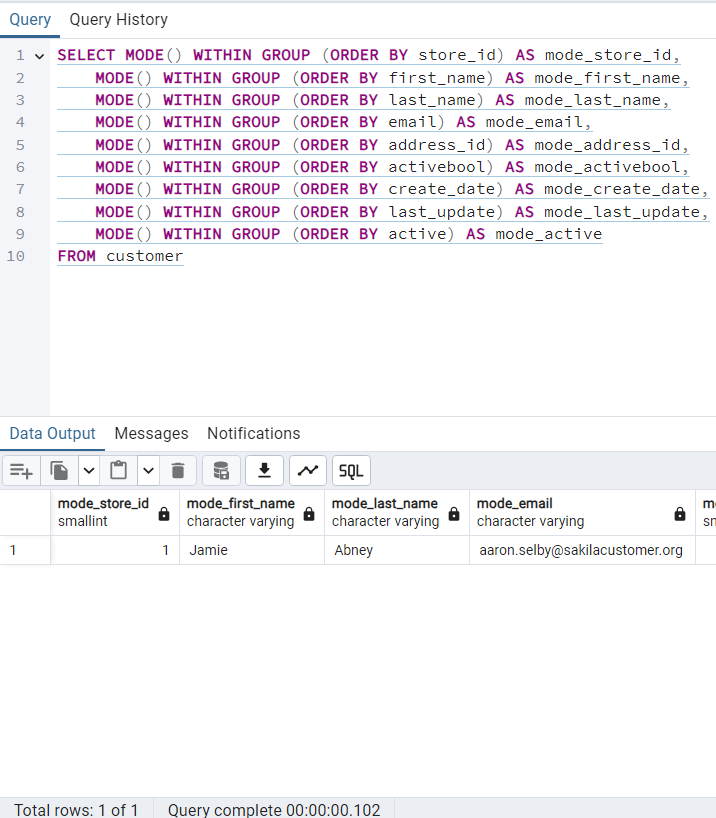 Query Query History
1 SELECT MODE() WITHIN GROUP (ORDER BY store_id) AS mode_store_id,
2 MODE() WITHIN GROUP (ORDER BY first_name) AS mode_first_name,
3 MODE() WITHIN GROUP (ORDER BY last_name) AS mode_last_name,
4 MODE() WITHIN GROUP (ORDER BY email) AS mode_email,
5 MODE() WITHIN GROUP (ORDER BY address_id) AS mode_address_id,
6 MODE() WITHIN GROUP (ORDER BY activebool) AS mode_activebool,
7 MODE() WITHIN GROUP (ORDER BY create_date) AS mode_create_date,
8 MODE() WITHIN GROUP (ORDER BY last_update) AS mode_last_update,
9 MODE() WITHIN GROUP (ORDER BY active) AS mode_active
10 FROM customer
Data Output Messages Notifications
SQL
mode_store_id mode_first_name mode_last_name mode_email
smallint character varying character varying character varying
1 1 Jamie Abney aaron.selby@sakilacustomer.org
Total rows: 1 of 1 Query complete 00:00:00.102